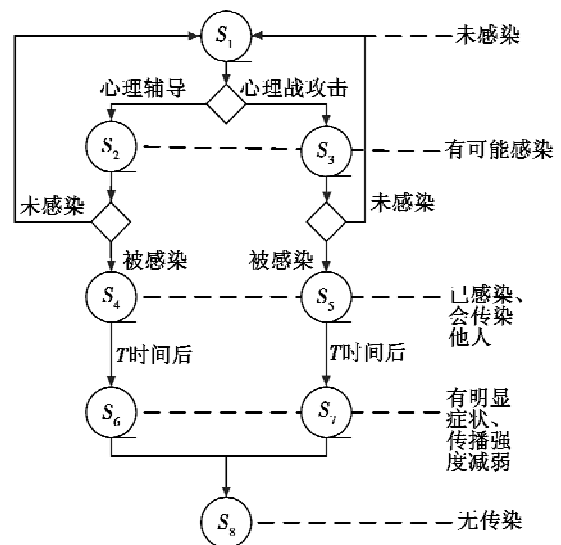 S₁
未感染
心理辅导
心理战攻击
S₂
S₃
有可能感染
未感染
未感染
被感染
被感染
S₄
S₅
已感染、
会传染
他人
T时间后
T时间后
S₆
S₇
有明显
症状、
传播强
度减弱
S₈
无传染